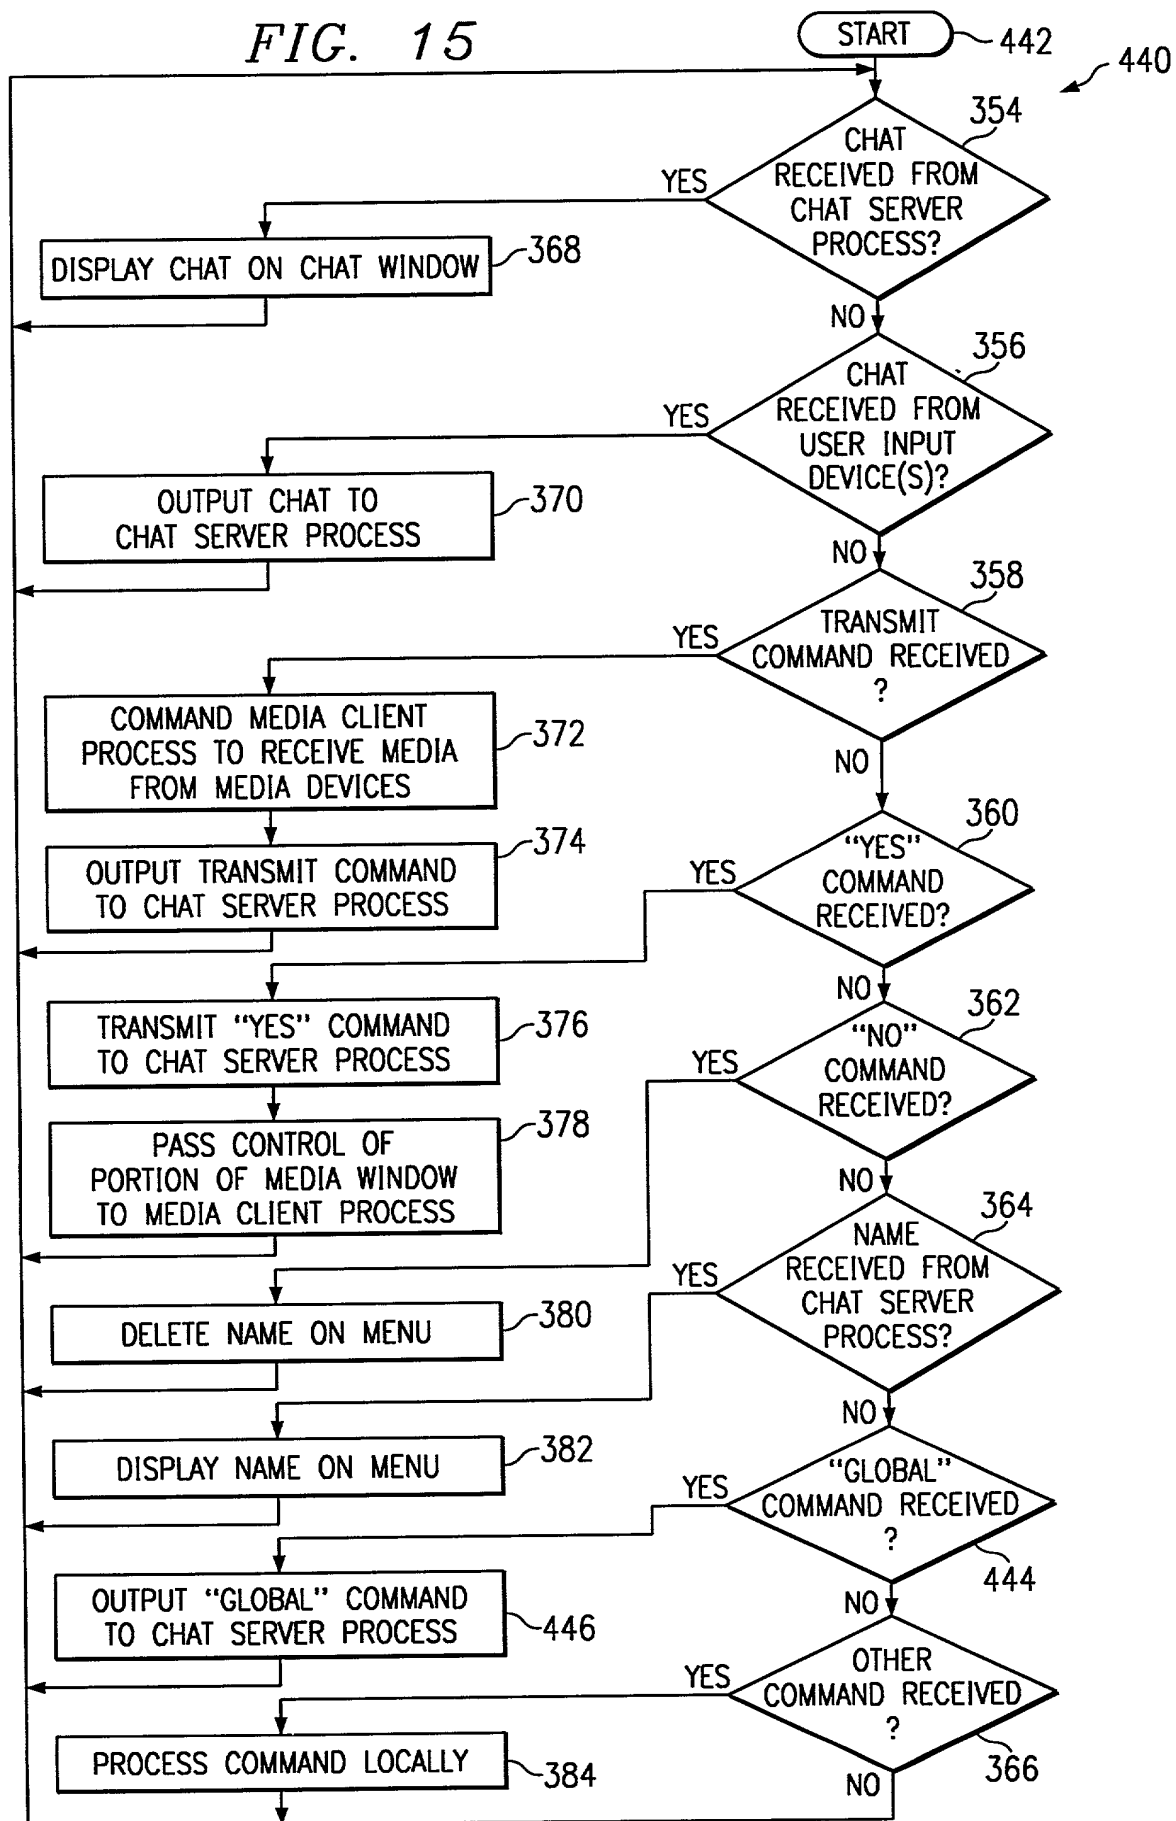 FIG. 15
START
442
440
354
CHAT
RECEIVED FROM
CHAT SERVER
PROCESS?
YES
DISPLAY CHAT ON CHAT WINDOW
368
NO
356
CHAT
RECEIVED FROM
USER INPUT
DEVICE(S)?
YES
OUTPUT CHAT TO
CHAT SERVER PROCESS
370
NO
358
TRANSMIT
COMMAND RECEIVED
?
YES
COMMAND MEDIA CLIENT
PROCESS TO RECEIVE MEDIA
FROM MEDIA DEVICES
372
NO
374
OUTPUT TRANSMIT COMMAND
TO CHAT SERVER PROCESS
360
“YES”
COMMAND
RECEIVED?
YES
NO
TRANSMIT “YES” COMMAND
TO CHAT SERVER PROCESS
376
362
“NO”
COMMAND
RECEIVED?
YES
378
PASS CONTROL OF
PORTION OF MEDIA WINDOW
TO MEDIA CLIENT PROCESS
NO
364
NAME
RECEIVED FROM
CHAT SERVER
PROCESS?
YES
DELETE NAME ON MENU
380
NO
DISPLAY NAME ON MENU
382
“GLOBAL”
COMMAND RECEIVED
?
YES
444
OUTPUT “GLOBAL” COMMAND
TO CHAT SERVER PROCESS
446
NO
OTHER
COMMAND RECEIVED
?
YES
366
PROCESS COMMAND LOCALLY
384
NO